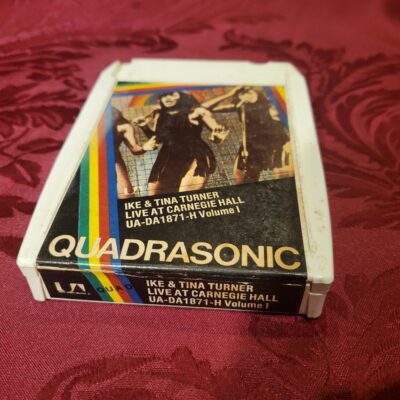 IKE & TINA TURNER
LIVE AT CARNEGIE HALL
UA-DA1871-H Volume I
QUADRASONIC
UA
QUAD
IKE & TINA TURNER
LIVE AT CARNEGIE HALL
UA-DA1871-H Volume I